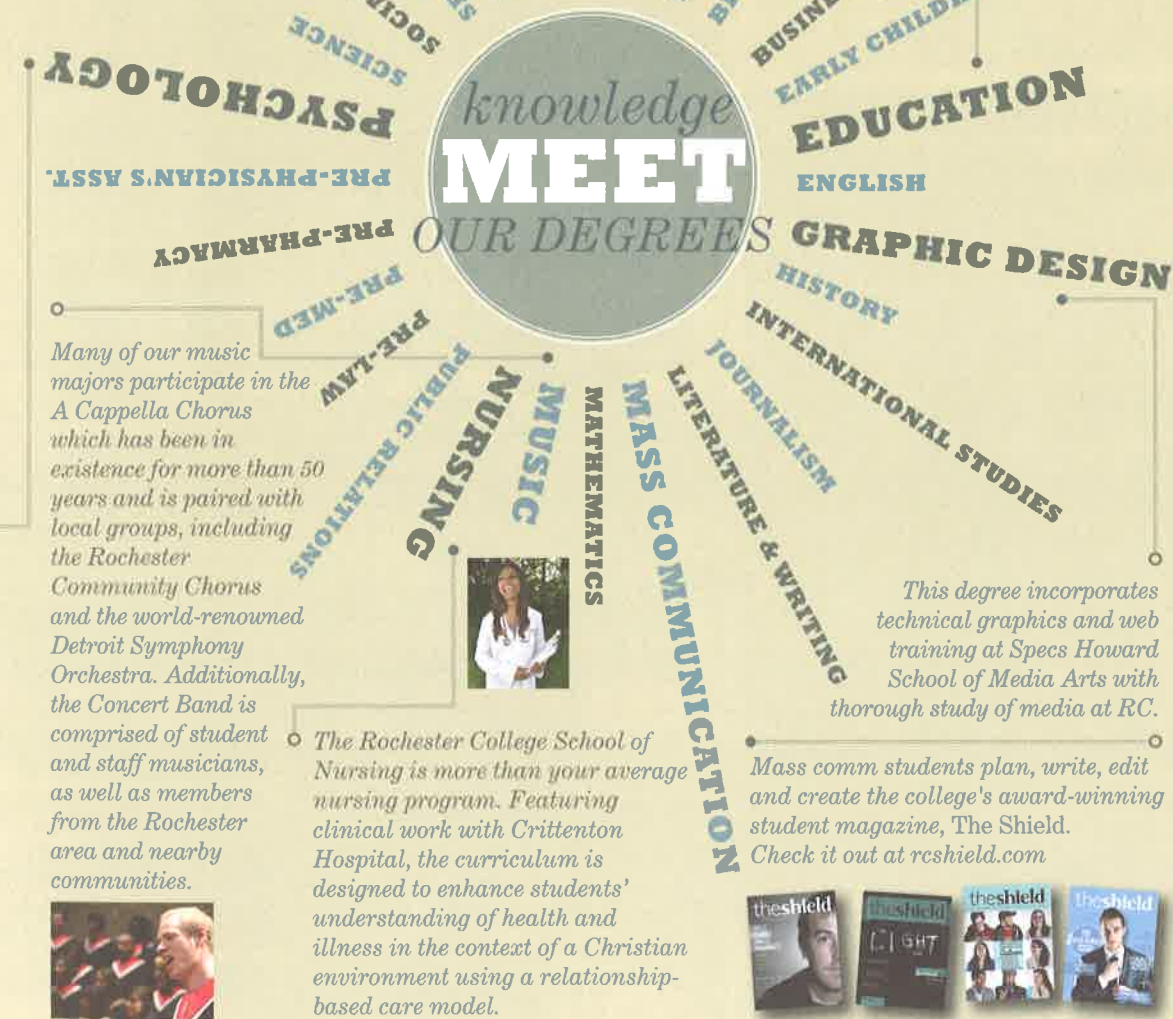 knowledge
MEET
OUR DEGREES
BUSINE
EARLY CHILD
EDUCATION
ENGLISH
GRAPHIC DESIGN
HISTORY
INTERNATIONAL STUDIES
JOURNALISM
LITERATURE & WRITING
MASS COMMUNICATION
MATHEMATICS
MUSIC
NURSING
PUBLIC RELATIONS
PRE-LAW
PRE-MED
PRE-PHARMACY
PRE-PHYSICIAN'S ASST.
PSYCHOLOGY
SCIENCE
SOCI
Many of our music
majors participate in the
A Cappella Chorus
which has been in
existence for more than 50
years and is paired with
local groups, including
the Rochester
Community Chorus
and the world-renowned
Detroit Symphony
Orchestra. Additionally,
the Concert Band is
comprised of student
and staff musicians,
as well as members
from the Rochester
area and nearby
communities.
The Rochester College School of
Nursing is more than your average
nursing program. Featuring
clinical work with Crittenton
Hospital, the curriculum is
designed to enhance students'
understanding of health and
illness in the context of a Christian
environment using a relationship-
based care model.
This degree incorporates
technical graphics and web
training at Specs Howard
School of Media Arts with
thorough study of media at RC.
Mass comm students plan, write, edit
and create the college's award-winning
student magazine, The Shield.
Check it out at rcshield.com
theshield
theshield
theshield
theshield